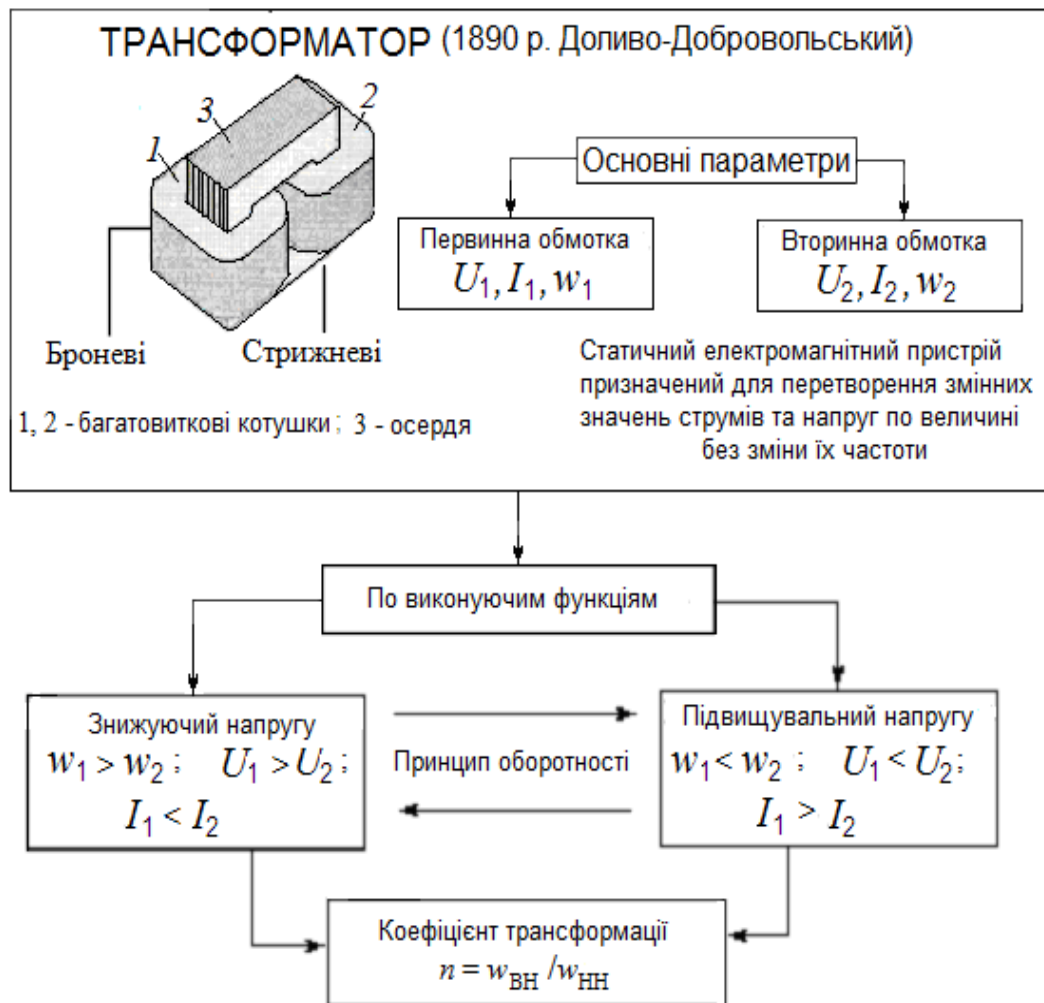 ТРАНСФОРМАТОР (1890 р. Доливо-Добровольський)
1
3
2
Броневі
Стрижневі
1, 2 - багатовиткові котушки; 3 - осердя
Основні параметри
Первинна обмотка
U₁, I₁, w₁
Вторинна обмотка
U₂, I₂, w₂
Статичний електромагнітний пристрій
призначений для перетворення змінних
значень струмів та напруг по величині
без зміни їх частоти
По виконуючим функціям
Знижуючий напругу
w₁ > w₂ ; U₁ > U₂ ;
I₁ < I₂
Принцип оборотності
Підвищувальний напругу
w₁ < w₂ ; U₁ < U₂ ;
I₁ > I₂
Коефіцієнт трансформації
n = w_ВН / w_НН